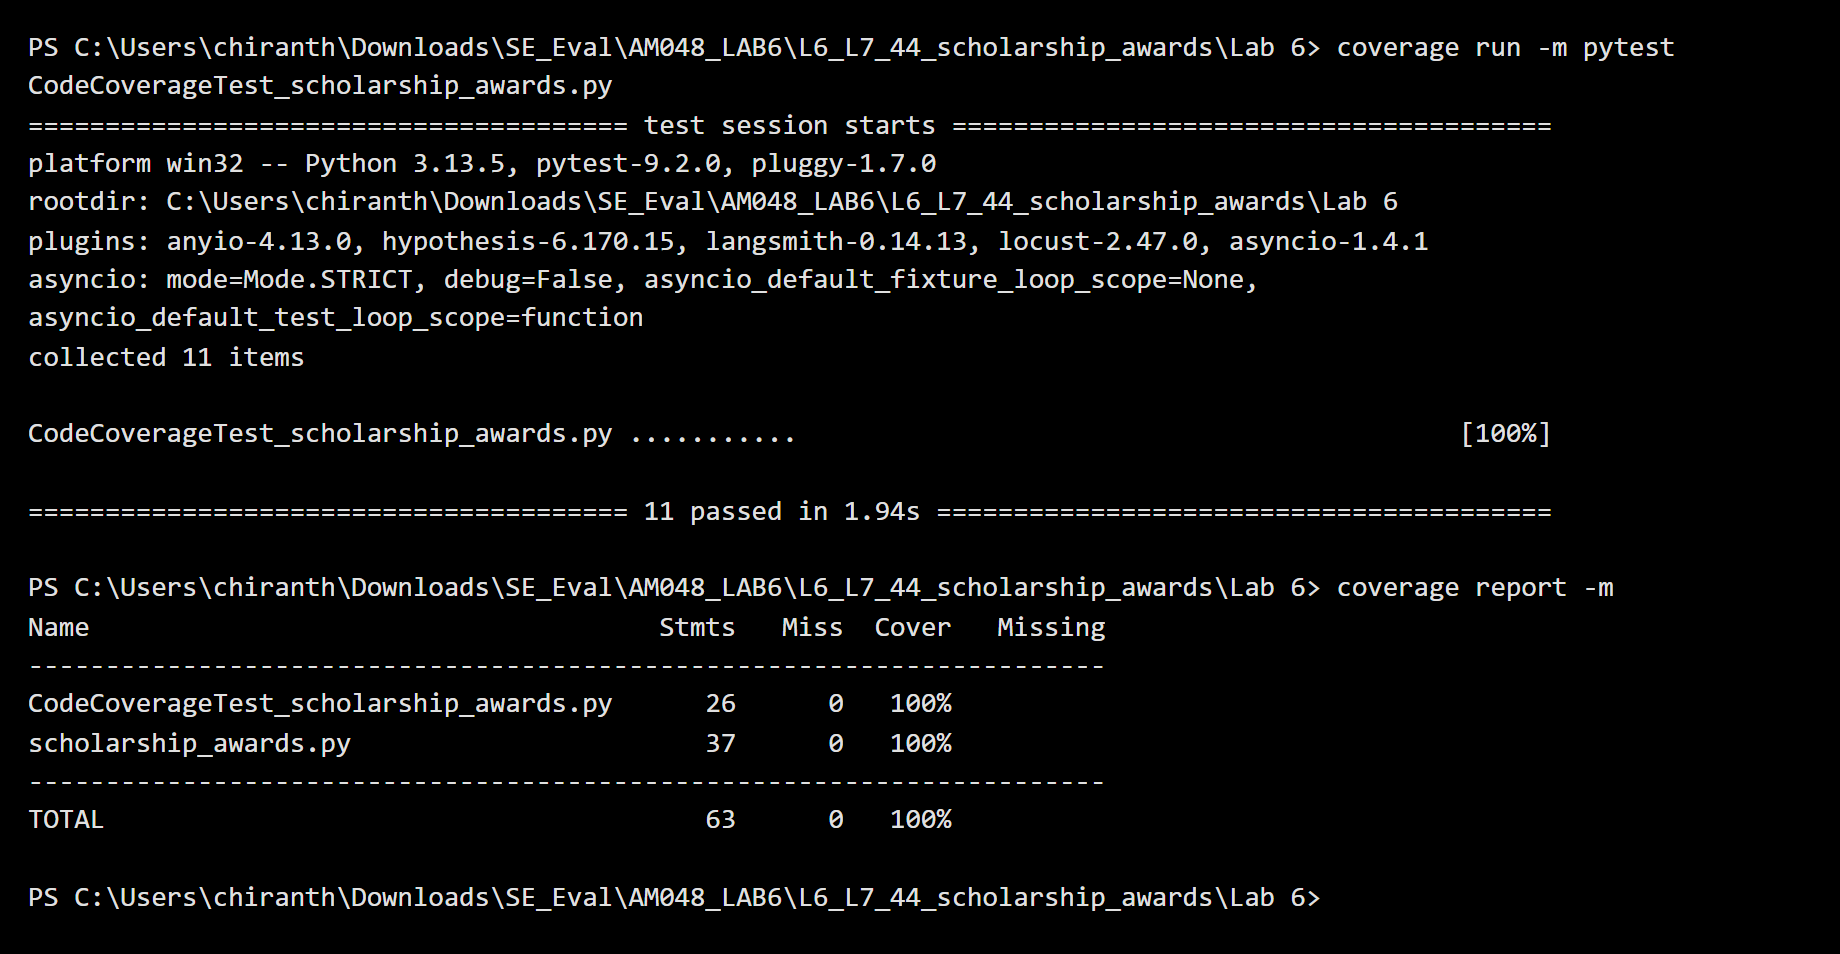 PS C:\Users\chiranth\Downloads\SE_Eval\AM048_LAB6\L6_L7_44_scholarship_awards\Lab 6> coverage run -m pytest
CodeCoverageTest_scholarship_awards.py
======================================= test session starts =======================================
platform win32 -- Python 3.13.5, pytest-9.2.0, pluggy-1.7.0
rootdir: C:\Users\chiranth\Downloads\SE_Eval\AM048_LAB6\L6_L7_44_scholarship_awards\Lab 6
plugins: anyio-4.13.0, hypothesis-6.170.15, langsmith-0.14.13, locust-2.47.0, asyncio-1.4.1
asyncio: mode=Mode.STRICT, debug=False, asyncio_default_fixture_loop_scope=None,
asyncio_default_test_loop_scope=function
collected 11 items
CodeCoverageTest_scholarship_awards.py ........... [100%]
======================================= 11 passed in 1.94s ========================================
PS C:\Users\chiranth\Downloads\SE_Eval\AM048_LAB6\L6_L7_44_scholarship_awards\Lab 6> coverage report -m
Name                                     Stmts   Miss  Cover   Missing
----------------------------------------------------------------------
CodeCoverageTest_scholarship_awards.py      26      0   100%
scholarship_awards.py                       37      0   100%
----------------------------------------------------------------------
TOTAL                                       63      0   100%
PS C:\Users\chiranth\Downloads\SE_Eval\AM048_LAB6\L6_L7_44_scholarship_awards\Lab 6>